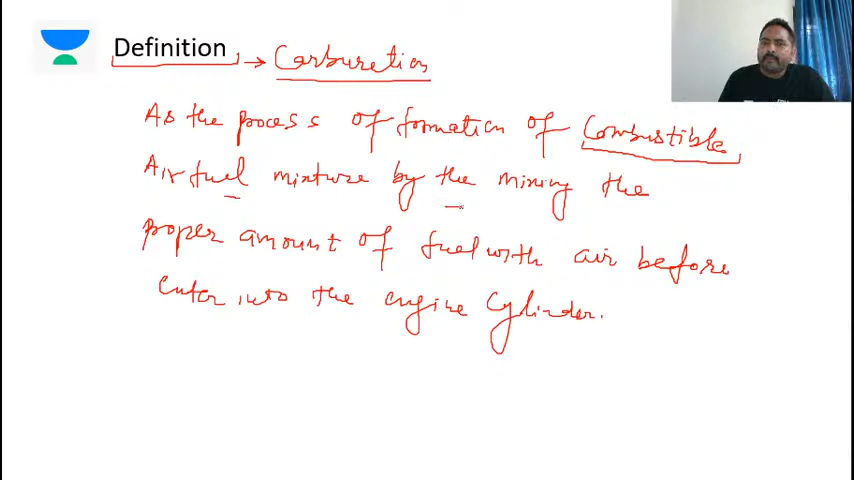 Definition → Carburetion
As the process of formation of Combustible
Air fuel mixture by the mixing the
poper amount of fuel with air before
enter into the engine Cylinder.